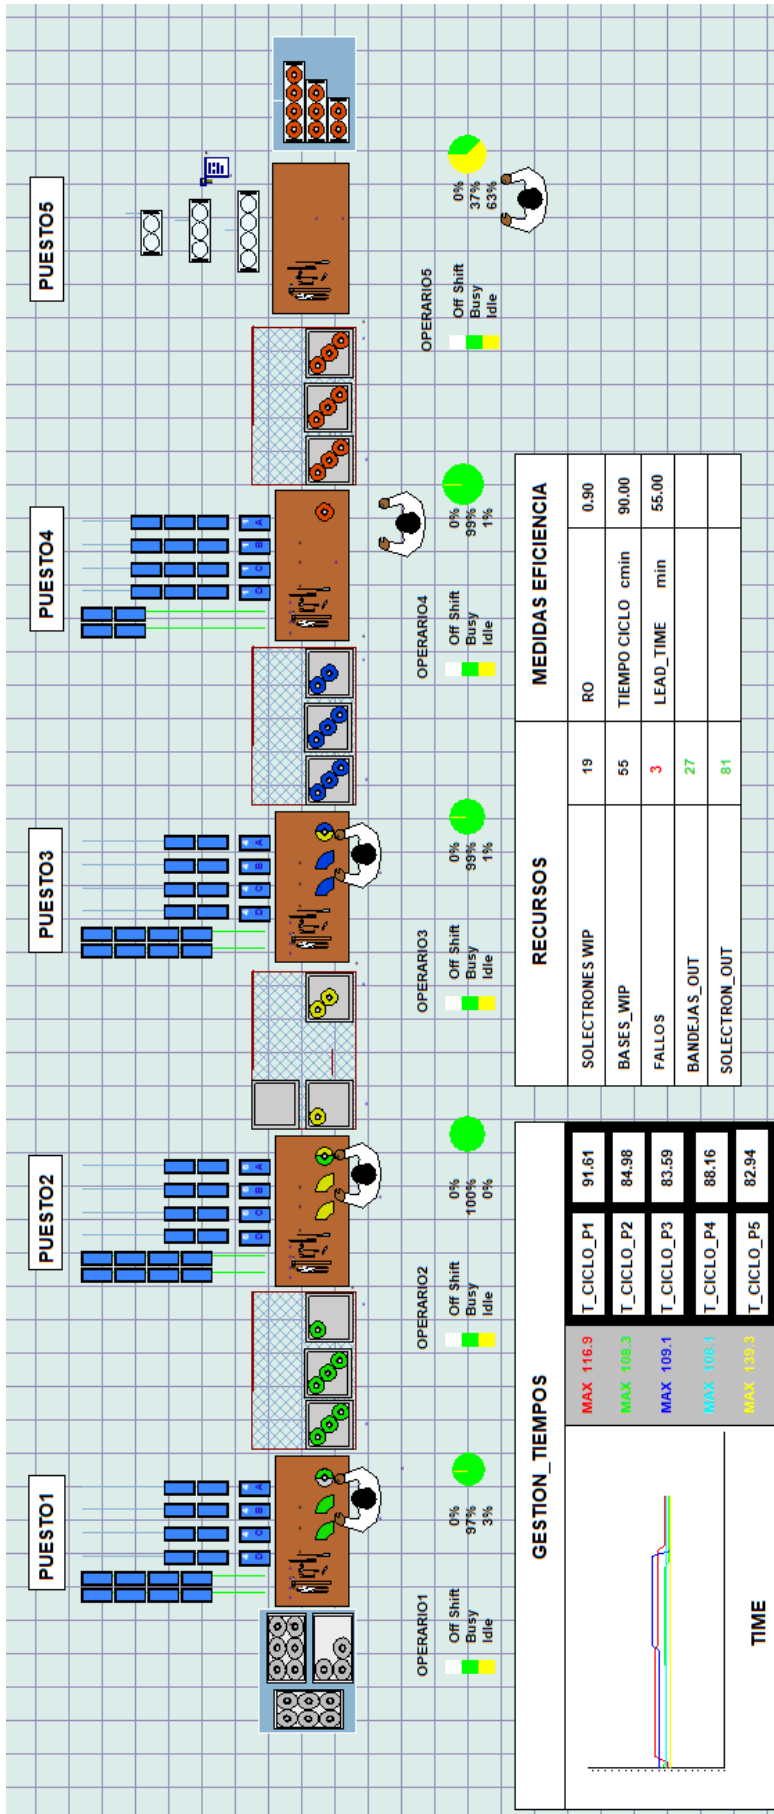 PUESTO1
PUESTO2
PUESTO3
PUESTO4
PUESTO5
D C B A
D C B A
D C B A
D C B A
OPERARIO1
Off Shift 0%
Busy 97%
Idle 3%
OPERARIO2
Off Shift 0%
Busy 100%
Idle 0%
OPERARIO3
Off Shift 0%
Busy 99%
Idle 1%
OPERARIO4
Off Shift 0%
Busy 99%
Idle 1%
OPERARIO5
Off Shift 0%
Busy 37%
Idle 63%
GESTION_TIEMPOS
MAX 116.9 T_CICLO_P1 91.61
MAX 108.3 T_CICLO_P2 84.98
MAX 109.1 T_CICLO_P3 83.59
MAX 108.1 T_CICLO_P4 88.16
MAX 139.3 T_CICLO_P5 82.94
TIME
RECURSOS MEDIDAS EFICIENCIA
SOLECTRONES WIP 19 RO 0.90
BASES_WIP 55 TIEMPO CICLO cmin 90.00
FALLOS 3 LEAD_TIME min 55.00
BANDEJAS_OUT 27
SOLECTRON_OUT 81